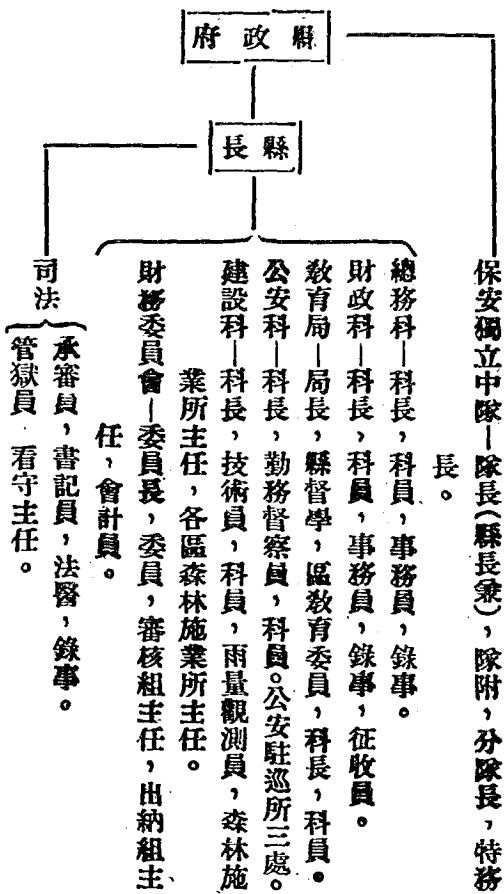 府政縣
長縣
保安獨立中隊—隊長(縣長兼),隊附,分隊長,特務
長。
總務科—科長,科員,事務員,錄事。
財政科—科長,科員,事務員,錄事,征收員。
敎育局—局長,縣督學,區敎育委員,科長,科員。
公安科—科長,勤務督察員,科員。公安駐巡所三處。
建設科—科長,技術員,科員,雨量觀測員,森林施
業所主任,各區森林施業所主任。
財務委員會—委員長,委員,審核組主任,出納組主
任,會計員。
司法
承審員,書記員,法醫,錄事。
管獄員 看守主任。